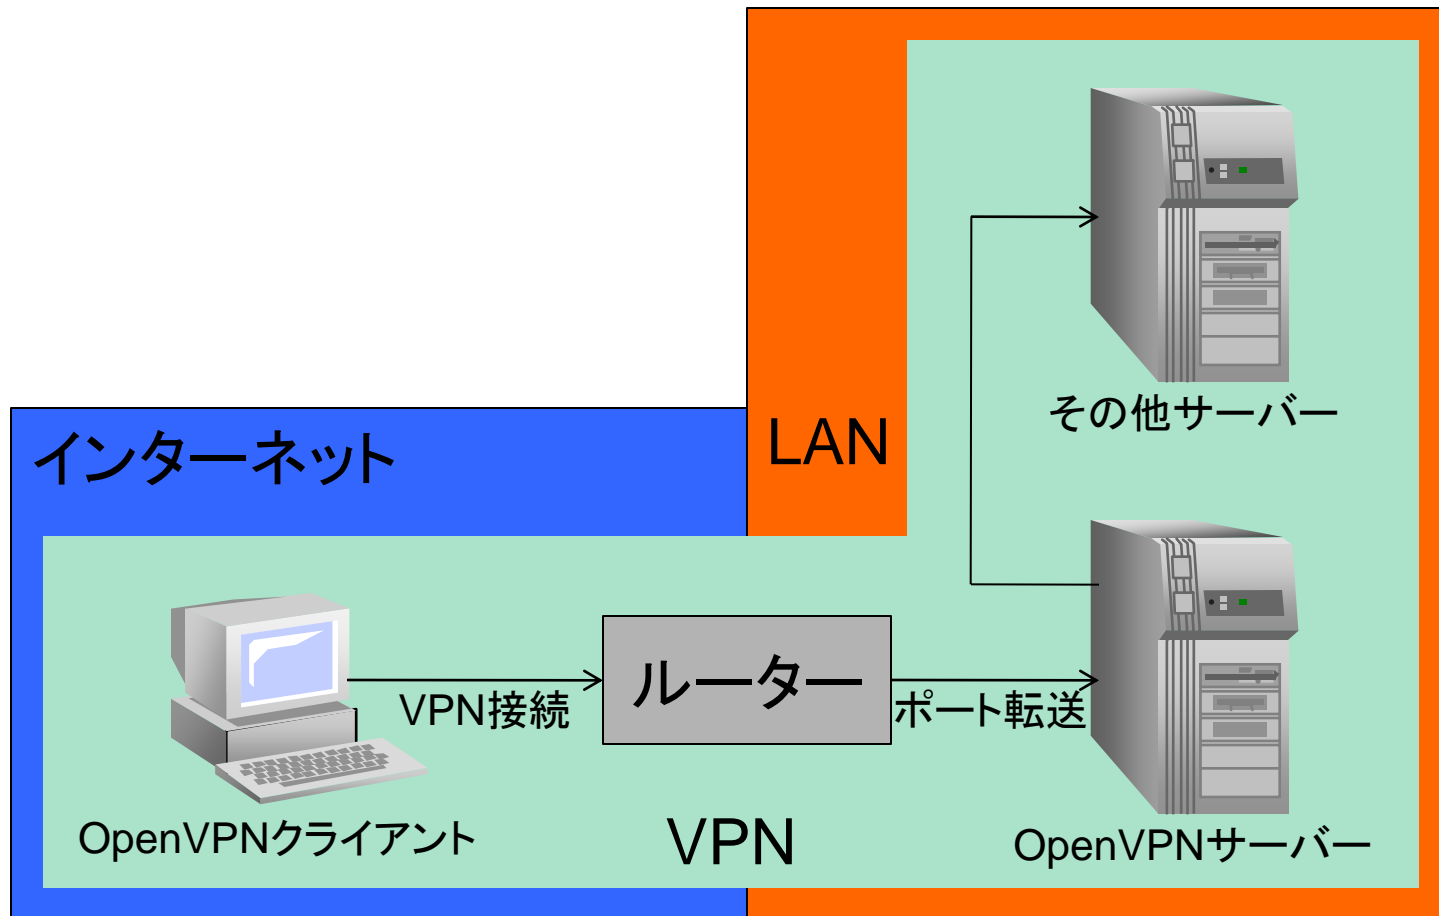 その他サーバー
LAN
インターネット
ルーター
VPN接続
ポート転送
OpenVPNクライアント
VPN
OpenVPNサーバー